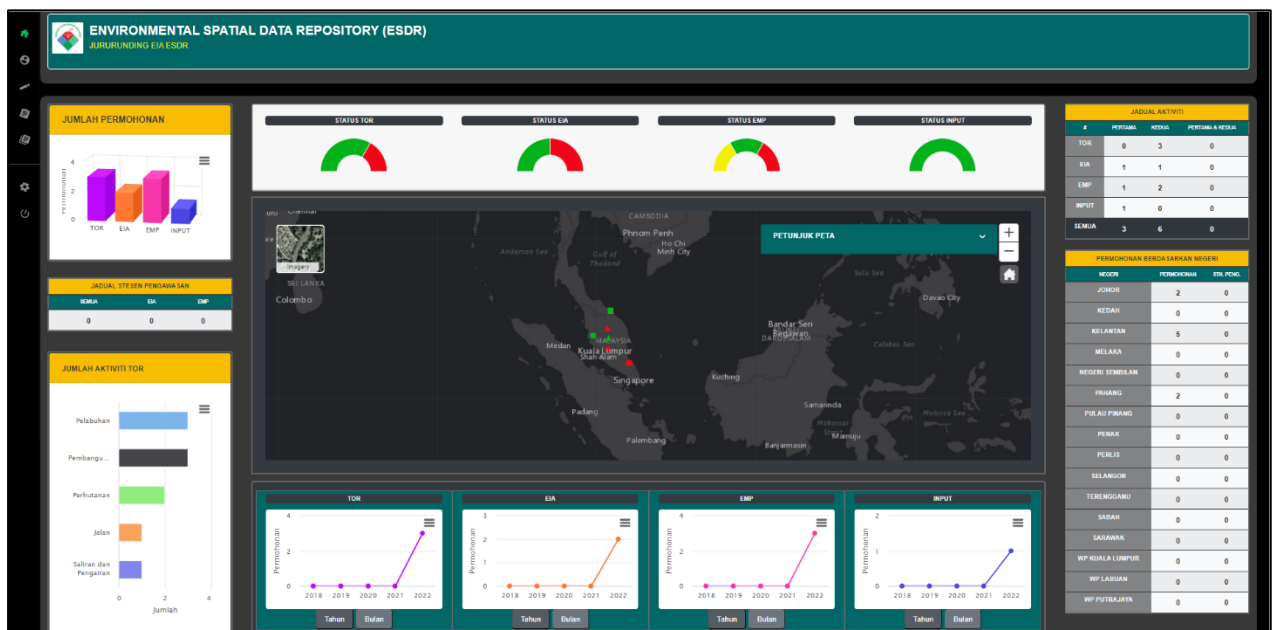 ENVIRONMENTAL SPATIAL DATA REPOSITORY (ESDR)
JURURUNDING EIA ESDR
JUMLAH PERMOHONAN
Permohonan
4
2
0
TOR EIA EMP INPUT
JADUAL STESEN PENGAWASAN
SEMUA EIA EMP
0 0 0
JUMLAH AKTIVITI TOR
Pelabuhan
Pembangu...
Perhutanan
Jalan
Saliran dan
Pengairan
0 2 4
Jumlah
STATUS TOR
STATUS EIA
STATUS EMP
STATUS INPUT
Imagery
PETUNJUK PETA
+
−
CAMBODIA
Phnom Penh
Ho Chi
Minh City
Andaman Sea
Gulf of
Thailand
SRI LANKA
Colombo
Sulu Sea
Davao City
Bandar Seri
Begawan
Celebes Sea
Medan
MALAYSIA
Kuala Lumpur
Shah Alam
Singapore
Kuching
Padang
Samarinda
Makassar
Molucca Sea
Palembang
Banjarmasin
Mamuju
TOR
Permohonan
4
2
0
2018 2019 2020 2021 2022
Tahun Bulan
EIA
Permohonan
3
2
1
0
2018 2019 2020 2021 2022
Tahun Bulan
EMP
Permohonan
4
2
0
2018 2019 2020 2021 2022
Tahun Bulan
INPUT
Permohonan
2
1
0
2018 2019 2020 2021 2022
Tahun Bulan
JADUAL AKTIVITI
# PERTAMA KEDUA PERTAMA & KEDUA
TOR 0 3 0
EIA 1 1 0
EMP 1 2 0
INPUT 1 0 0
SEMUA 3 6 0
PERMOHONAN BERDASARKAN NEGERI
NEGERI PERMOHONAN STN. PENG.
JOHOR 2 0
KEDAH 0 0
KELANTAN 5 0
MELAKA 0 0
NEGERI SEMBILAN 0 0
PAHANG 2 0
PULAU PINANG 0 0
PERAK 0 0
PERLIS 0 0
SELANGOR 0 0
TERENGGANU 0 0
SABAH 0 0
SARAWAK 0 0
WP KUALA LUMPUR 0 0
WP LABUAN 0 0
WP PUTRAJAYA 0 0